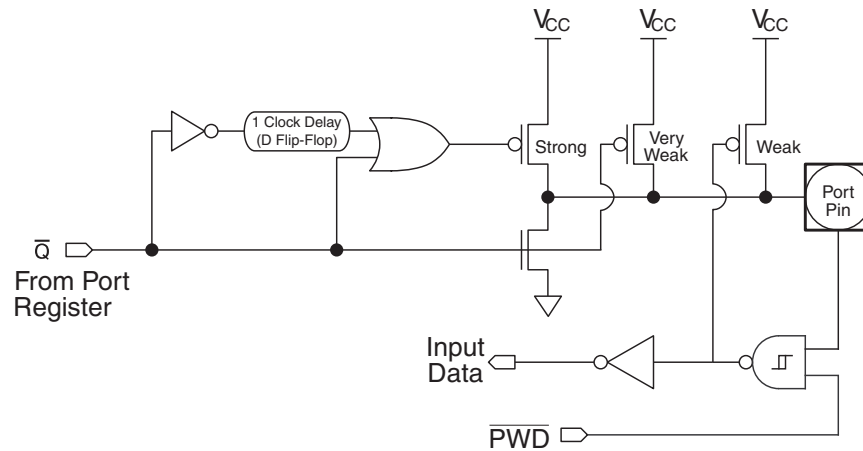 VCC VCC VCC
1 Clock Delay
(D Flip-Flop)
Strong
Very
Weak
Weak
Port
Pin
Q̅
From Port
Register
Input
Data
P̅W̅D̅